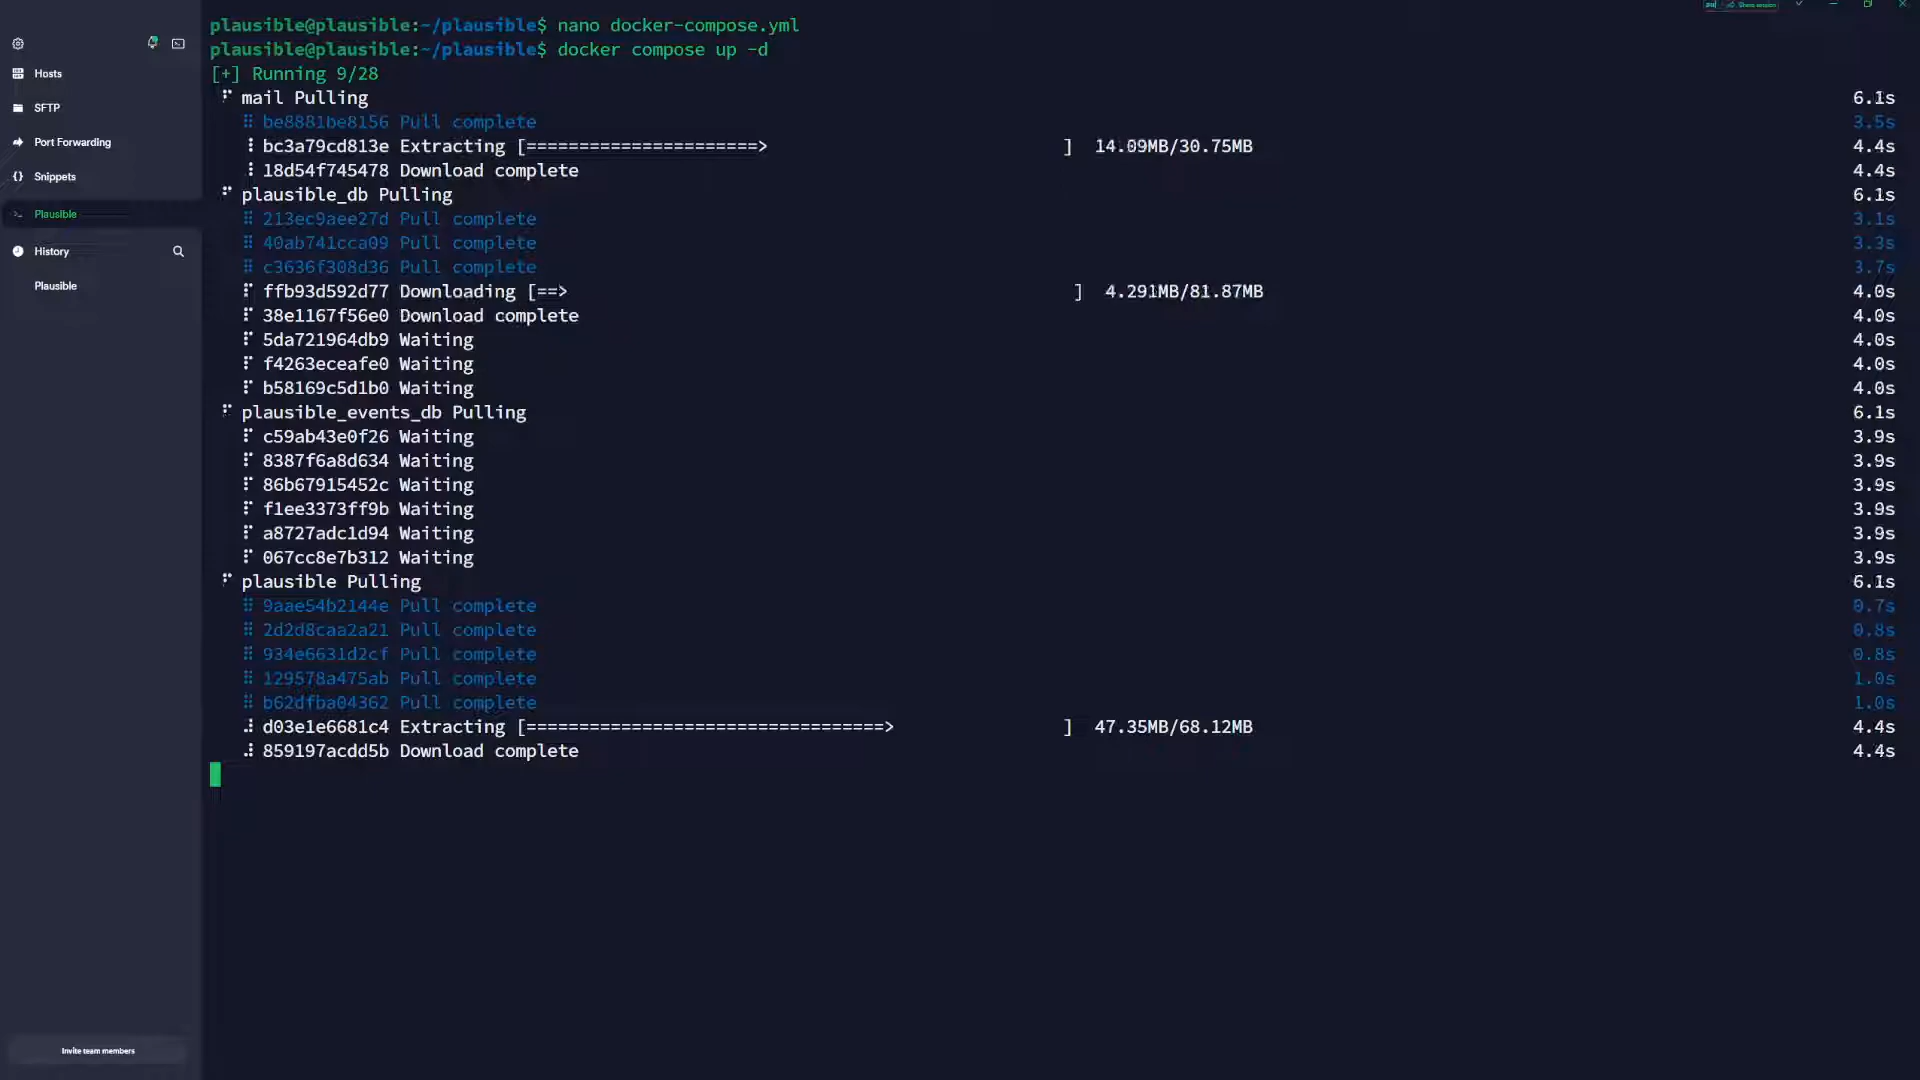 Share session
plausible@plausible:~/plausible$ nano docker-compose.yml
plausible@plausible:~/plausible$ docker compose up -d
[+] Running 9/28
mail Pulling 6.1s
be8881be8156 Pull complete 3.5s
bc3a79cd813e Extracting [======================> ] 14.09MB/30.75MB 4.4s
18d54f745478 Download complete 4.4s
plausible_db Pulling 6.1s
213ec9aee27d Pull complete 3.1s
40ab741cca09 Pull complete 3.3s
c3636f308d36 Pull complete 3.7s
ffb93d592d77 Downloading [==> ] 4.291MB/81.87MB 4.0s
38e1167f56e0 Download complete 4.0s
5da721964db9 Waiting 4.0s
f4263eceafe0 Waiting 4.0s
b58169c5d1b0 Waiting 4.0s
plausible_events_db Pulling 6.1s
c59ab43e0f26 Waiting 3.9s
8387f6a8d634 Waiting 3.9s
86b67915452c Waiting 3.9s
f1ee3373ff9b Waiting 3.9s
a8727adc1d94 Waiting 3.9s
067cc8e7b312 Waiting 3.9s
plausible Pulling 6.1s
9aae54b2144e Pull complete 0.7s
2d2d8caa2a21 Pull complete 0.8s
934e6631d2cf Pull complete 0.8s
129578a475ab Pull complete 1.0s
b62dfba04362 Pull complete 1.0s
d03e1e6681c4 Extracting [==================================> ] 47.35MB/68.12MB 4.4s
859197acdd5b Download complete 4.4s
Hosts
SFTP
Port Forwarding
{} Snippets
Plausible
History
Plausible
Invite team members